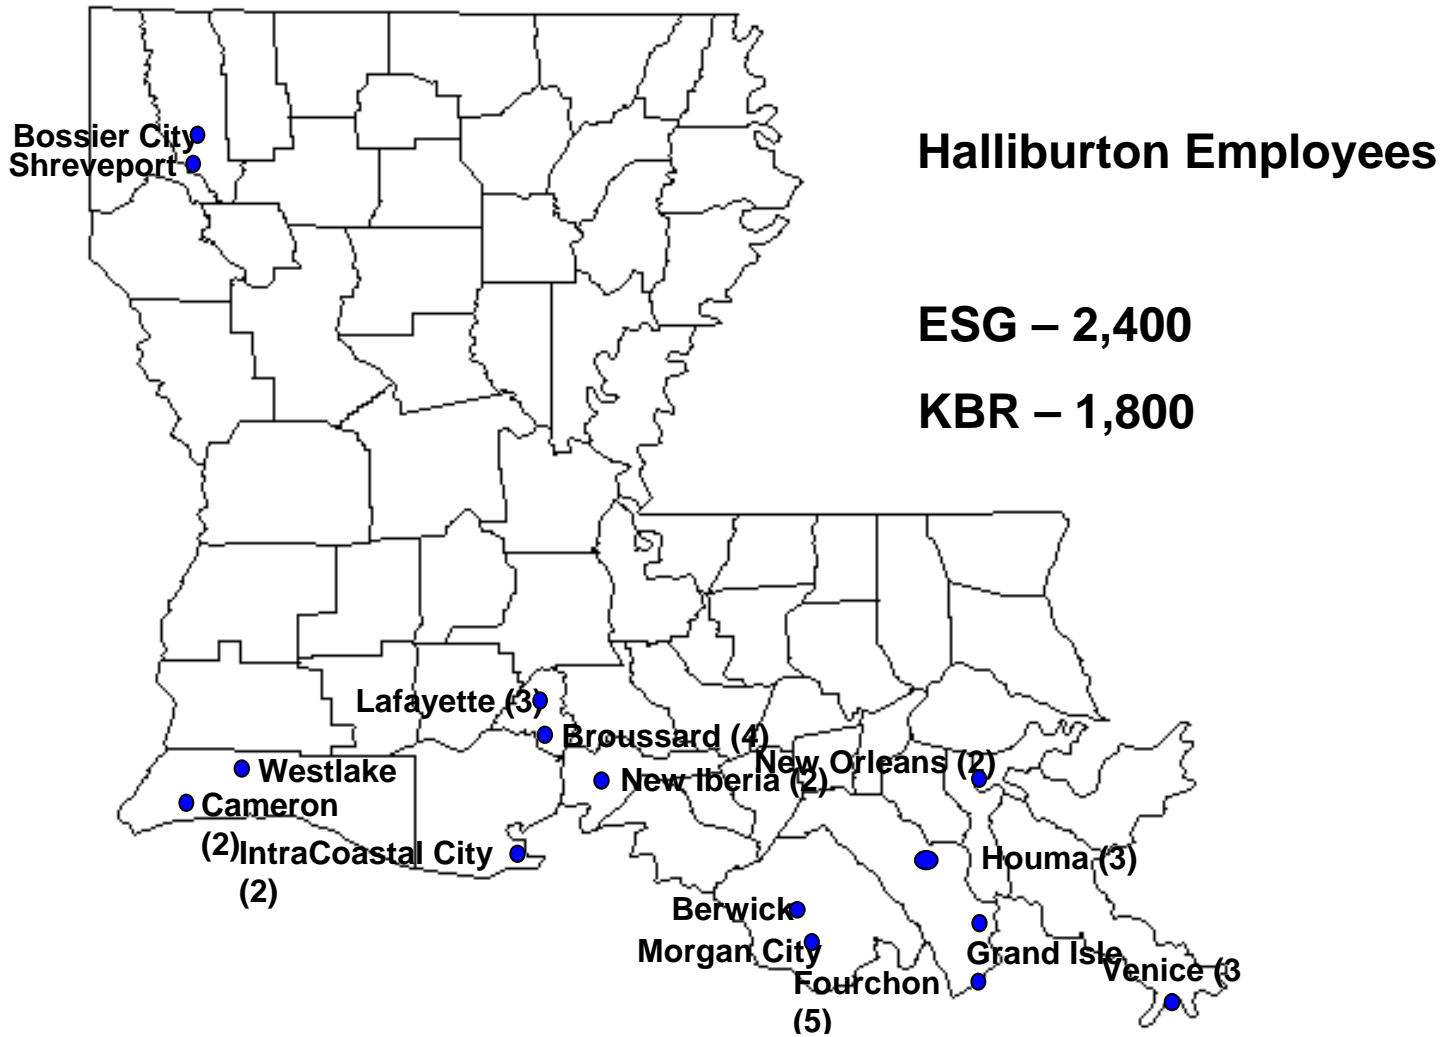 Bossier City
Shreveport
Halliburton Employees
ESG – 2,400
KBR – 1,800
Lafayette (3)
Broussard (4)
New Orleans (2)
Westlake
New Iberia (2)
Cameron
(2)
IntraCoastal City
(2)
Houma (3)
Berwick
Morgan City
Grand Isle
Venice (3
Fourchon
(5)